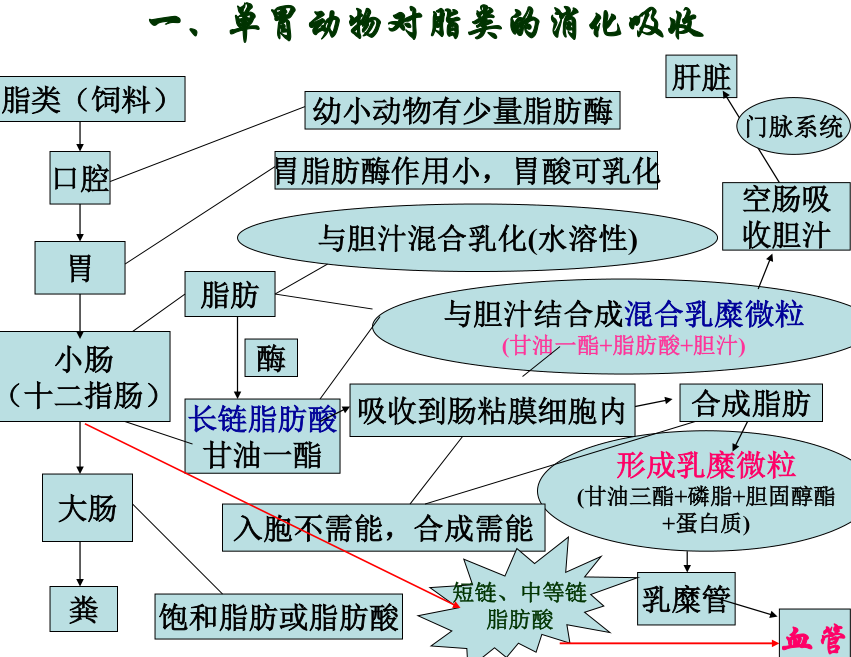 一、单胃动物对脂类的消化吸收
脂类（饲料）
口腔
胃
小肠
（十二指肠）
大肠
粪
幼小动物有少量脂肪酶
胃脂肪酶作用小，胃酸可乳化
与胆汁混合乳化(水溶性)
脂肪
酶
长链脂肪酸
甘油一酯
与胆汁结合成混合乳糜微粒
(甘油一酯+脂肪酸+胆汁)
肝脏
门脉系统
空肠吸
收胆汁
吸收到肠粘膜细胞内
合成脂肪
形成乳糜微粒
(甘油三酯+磷脂+胆固醇酯
+蛋白质)
入胞不需能，合成需能
饱和脂肪或脂肪酸
短链、中等链
脂肪酸
乳糜管
血管